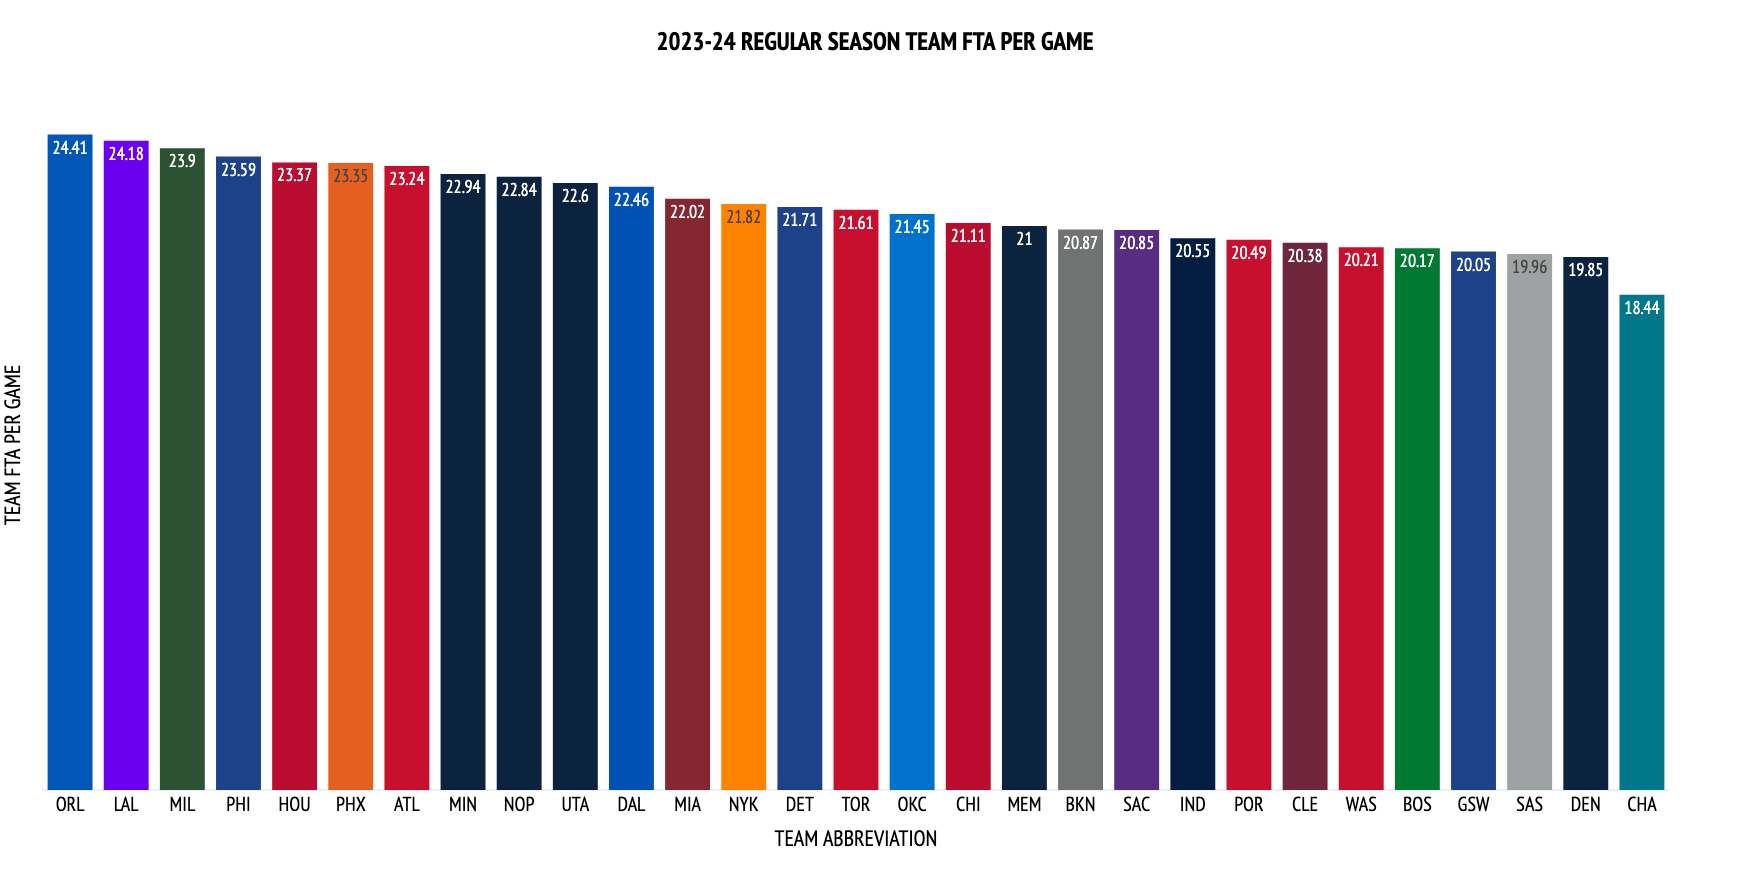 2023-24 REGULAR SEASON TEAM FTA PER GAME
24.41 24.18 23.9 23.59 23.37 23.35 23.24 22.94 22.84 22.6 22.46 22.02 21.82 21.71 21.61 21.45 21.11 21 20.87 20.85 20.55 20.49 20.38 20.21 20.17 20.05 19.96 19.85 18.44
TEAM FTA PER GAME
ORL LAL MIL PHI HOU PHX ATL MIN NOP UTA DAL MIA NYK DET TOR OKC CHI MEM BKN SAC IND POR CLE WAS BOS GSW SAS DEN CHA
TEAM ABBREVIATION